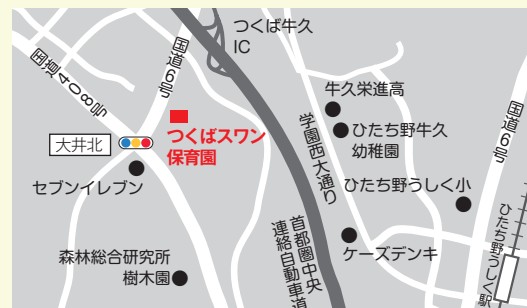 つくば牛久
IC
国道408号
国道6号
大井北
つくばスワン
保育園
セブンイレブン
森林総合研究所
樹木園
学園西大通り
首都圏中央
連絡自動車道
牛久栄進高
ひたち野牛久
幼稚園
ひたち野うしく小
ケーズデンキ
国道6号
ひたち野うしく駅